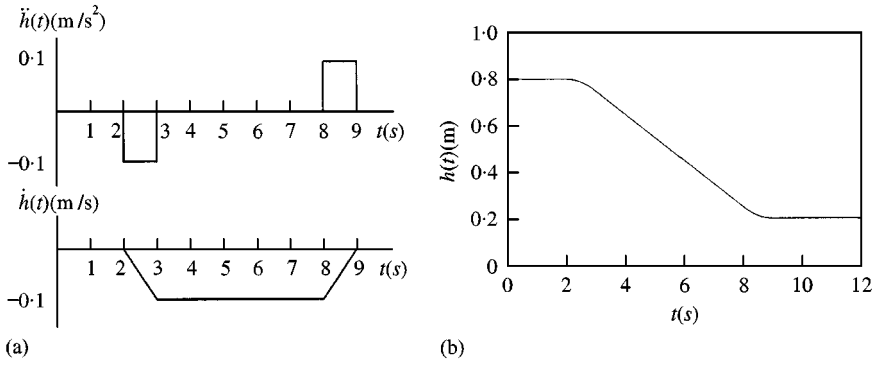 ḧ(t)(m/s²)
0·1
1 2 3 4 5 6 7 8 9 t(s)
−0·1
ḣ(t)(m/s)
1 2 3 4 5 6 7 8 9 t(s)
−0·1
(a)
1·0
0·8
0·6
0·4
0·2
0
h(t)(m)
0 2 4 6 8 10 12
t(s)
(b)